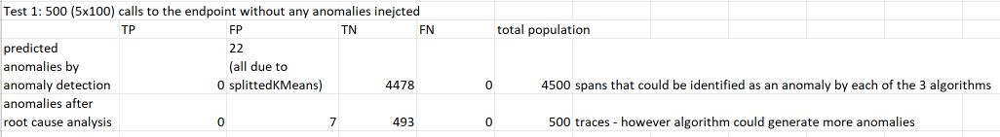 Test 1: 500 (5x100) calls to the endpoint without any anomalies inejcted
TP FP TN FN total population
predicted 22
anomalies by (all due to
anomaly detection 0 splittedKMeans) 4478 0 4500 spans that could be identified as an anomaly by each of the 3 algorithms
anomalies after
root cause analysis 0 7 493 0 500 traces - however algorithm could generate more anomalies